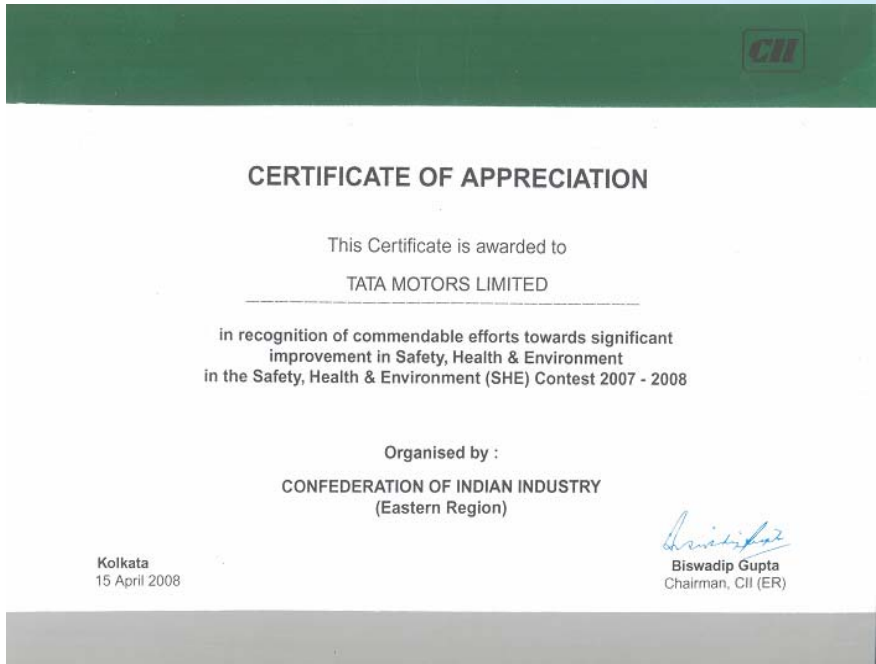 CII
CERTIFICATE OF APPRECIATION
This Certificate is awarded to
TATA MOTORS LIMITED
in recognition of commendable efforts towards significant
improvement in Safety, Health & Environment
in the Safety, Health & Environment (SHE) Contest 2007 - 2008
Organised by :
CONFEDERATION OF INDIAN INDUSTRY
(Eastern Region)
Kolkata
15 April 2008
Biswadip Gupta
Chairman, CII (ER)